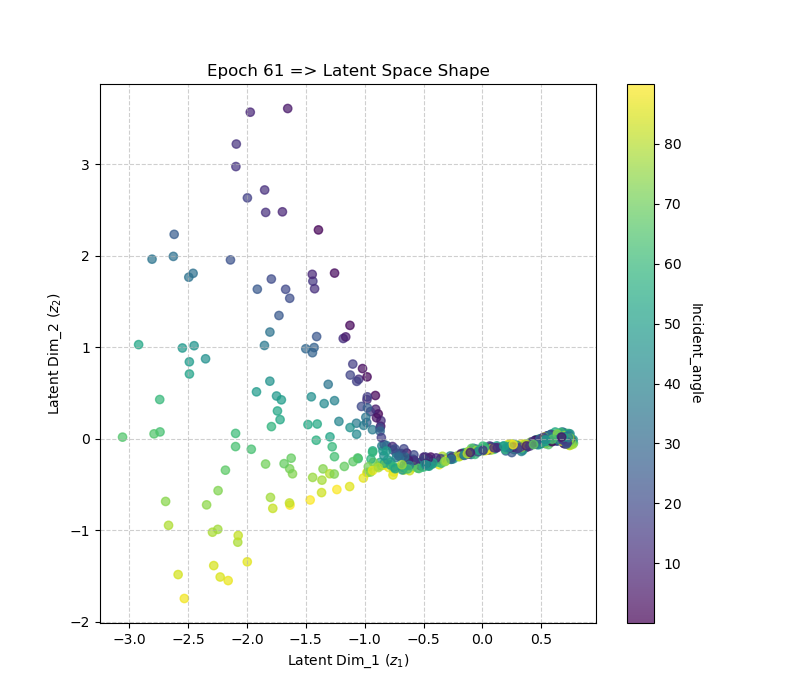 Epoch 61 => Latent Space Shape
Latent Dim_2 (z₂)
3
2
1
0
−1
−2
−3.0 −2.5 −2.0 −1.5 −1.0 −0.5 0.0 0.5
Latent Dim_1 (z₁)
80
70
60
50
40
30
20
10
Incident_angle